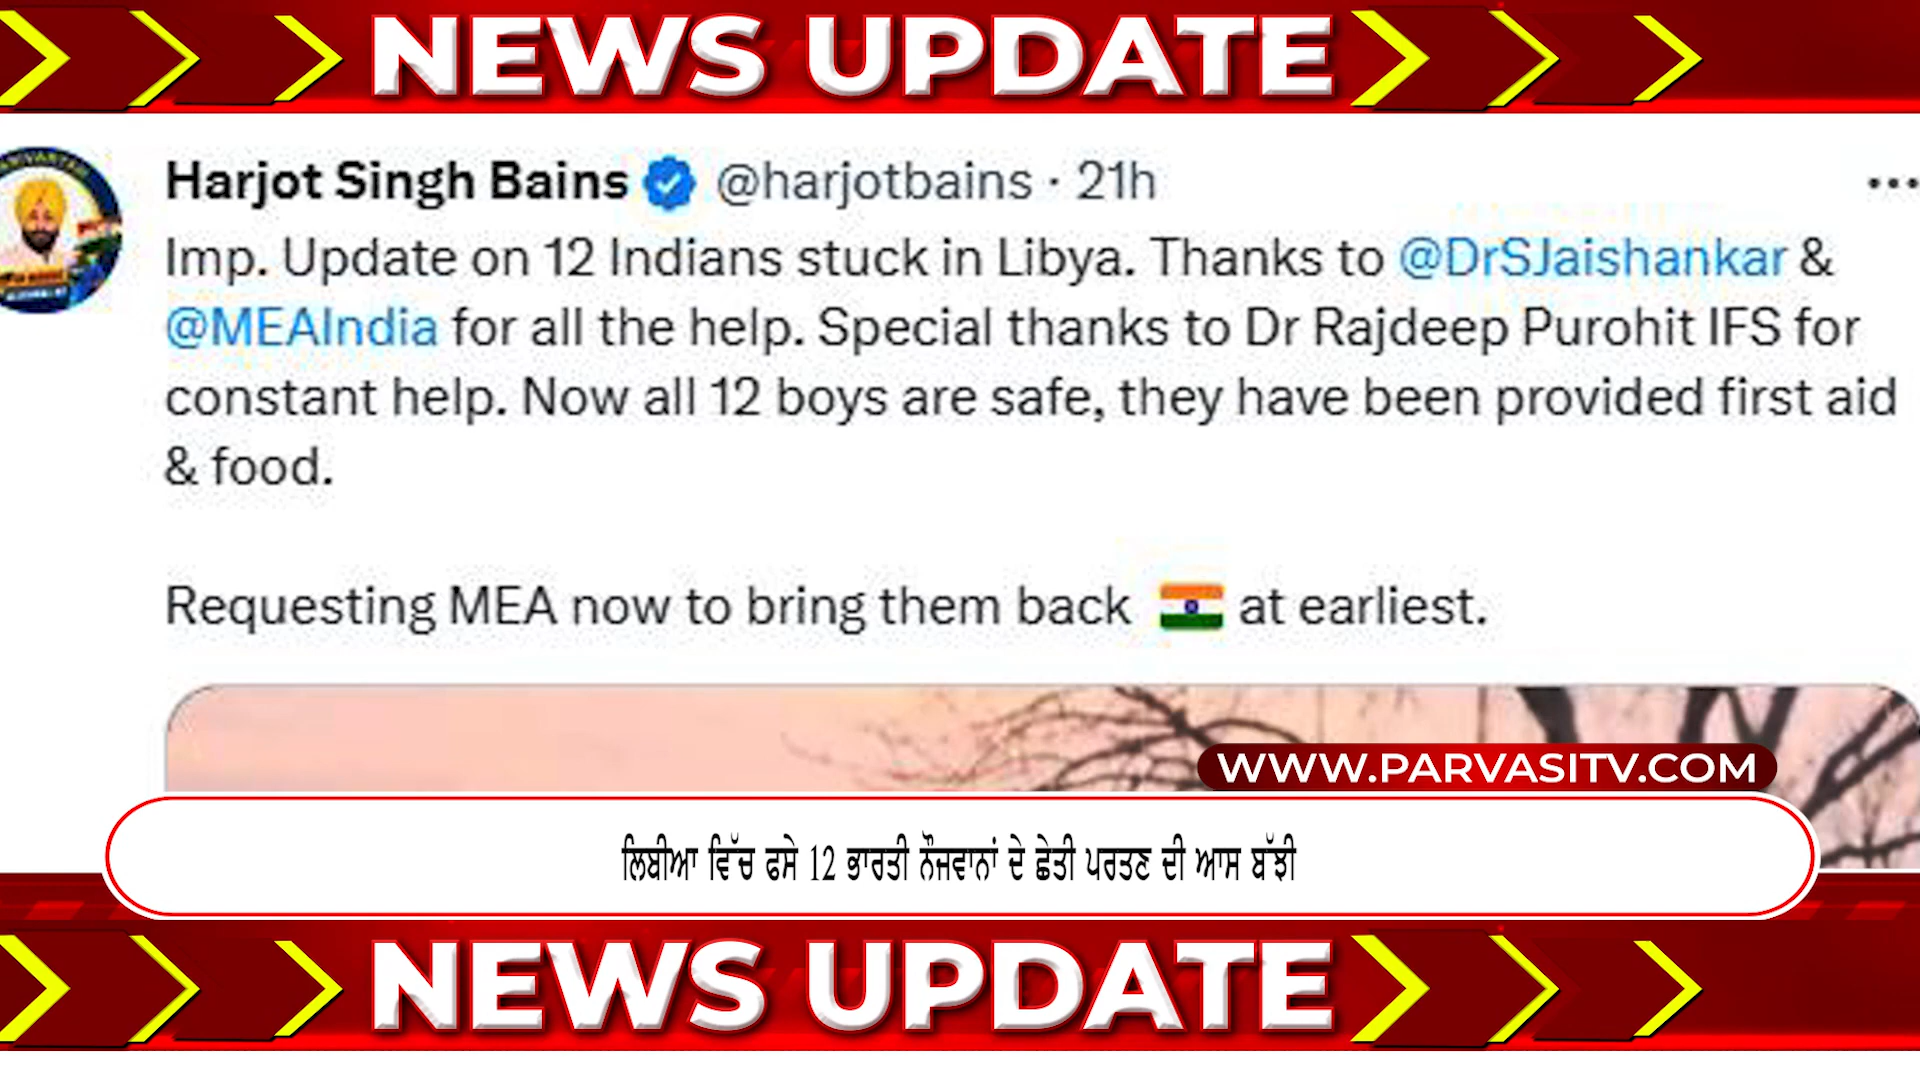 NEWS UPDATE
Harjot Singh Bains @harjotbains · 21h
Imp. Update on 12 Indians stuck in Libya. Thanks to @DrSJaishankar &
@MEAIndia for all the help. Special thanks to Dr Rajdeep Purohit IFS for
constant help. Now all 12 boys are safe, they have been provided first aid
& food.
Requesting MEA now to bring them back 🇮🇳 at earliest.
WWW.PARVASITV.COM
ਲਿਬੀਆ ਵਿੱਚ ਫਸੇ 12 ਭਾਰਤੀ ਨੌਜਵਾਨਾਂ ਦੇ ਛੇਤੀ ਪਰਤਣ ਦੀ ਆਸ ਬੱਝੀ
NEWS UPDATE